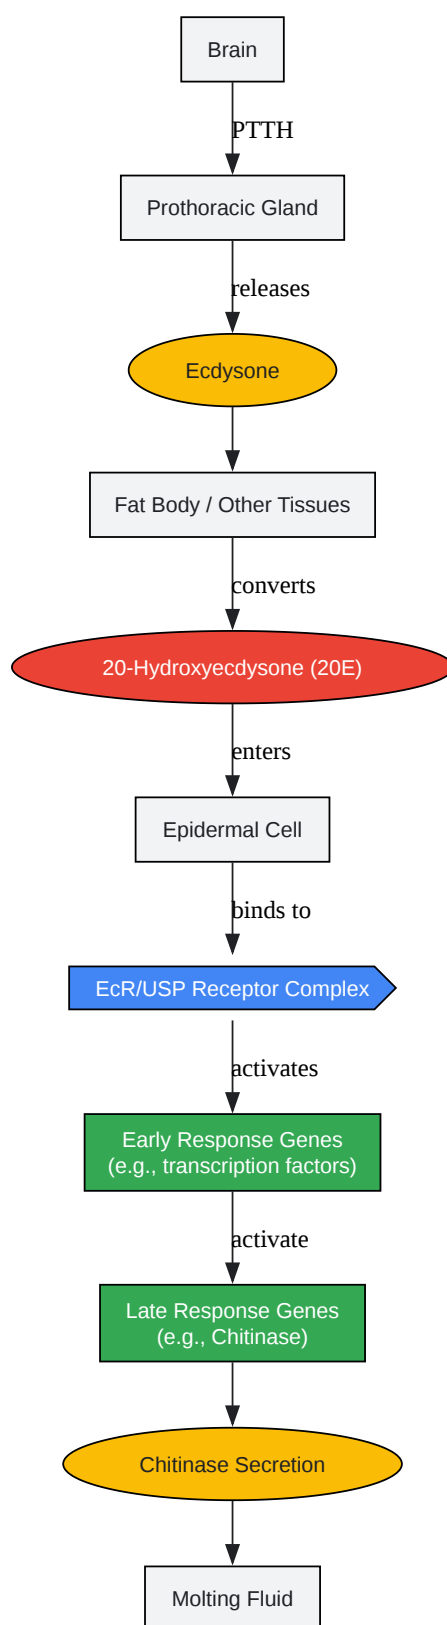 Brain
PTTH
Prothoracic Gland
releases
Ecdysone
Fat Body / Other Tissues
converts
20-Hydroxyecdysone (20E)
enters
Epidermal Cell
binds to
EcR/USP Receptor Complex
activates
Early Response Genes
(e.g., transcription factors)
activate
Late Response Genes
(e.g., Chitinase)
Chitinase Secretion
Molting Fluid